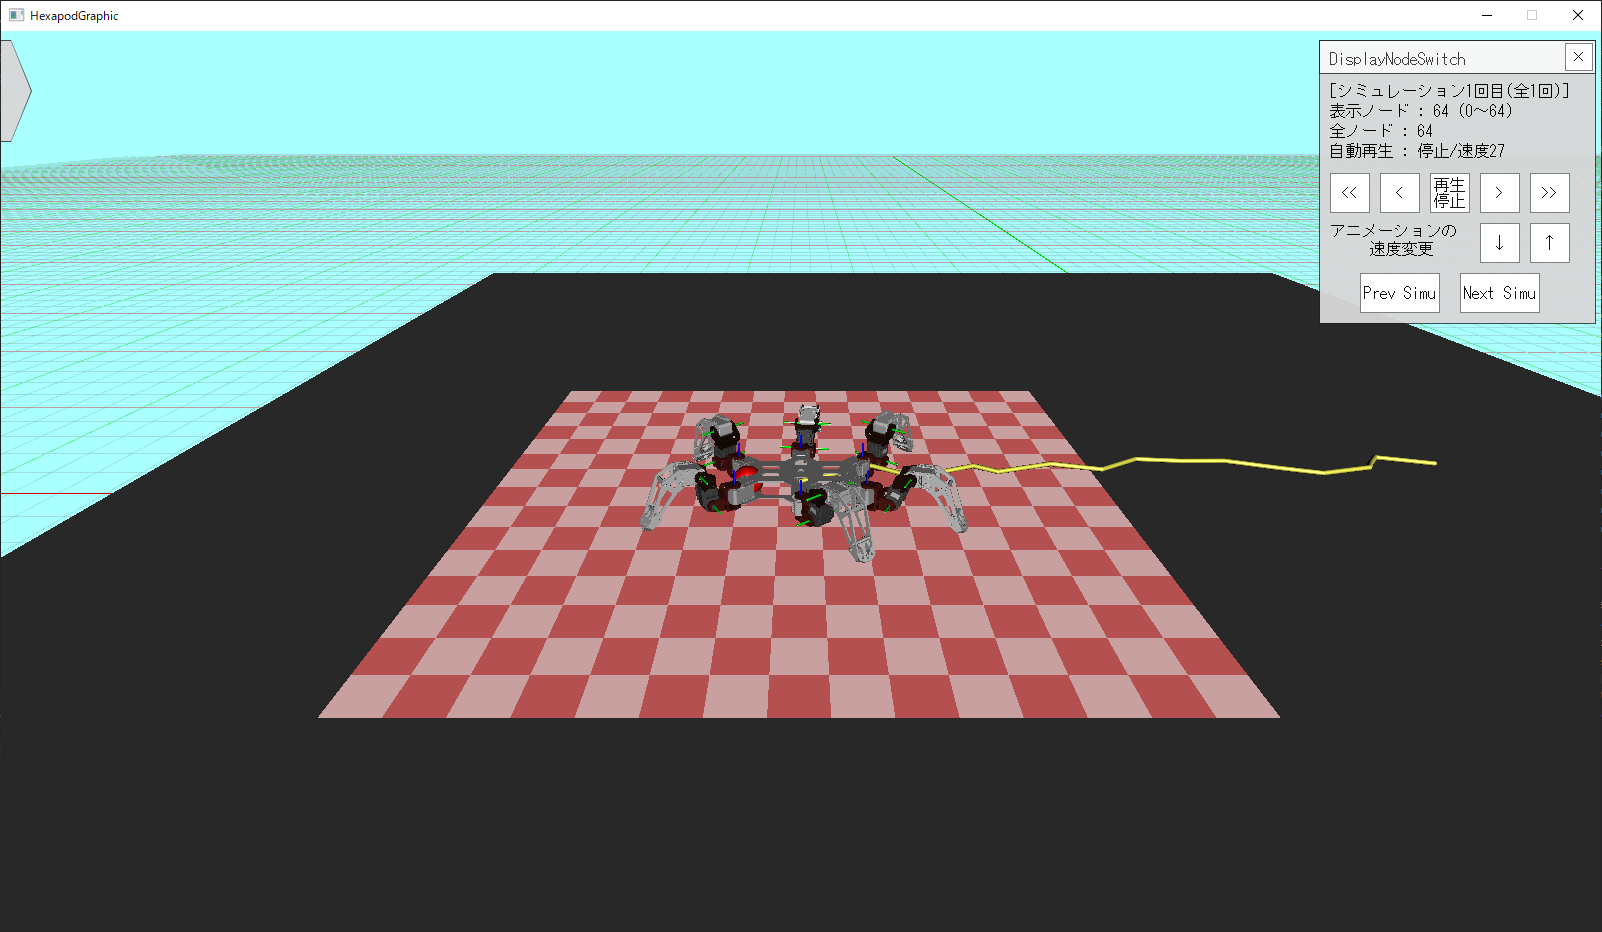 HexapodGraphic
DisplayNodeSwitch
[シミュレーション1回目(全1回)]
表示ノード : 64 (0～64)
全ノード : 64
自動再生 : 停止/速度27
<< < 再生 > >>
停止
アニメーションの
速度変更 ↓ ↑
Prev Simu Next Simu